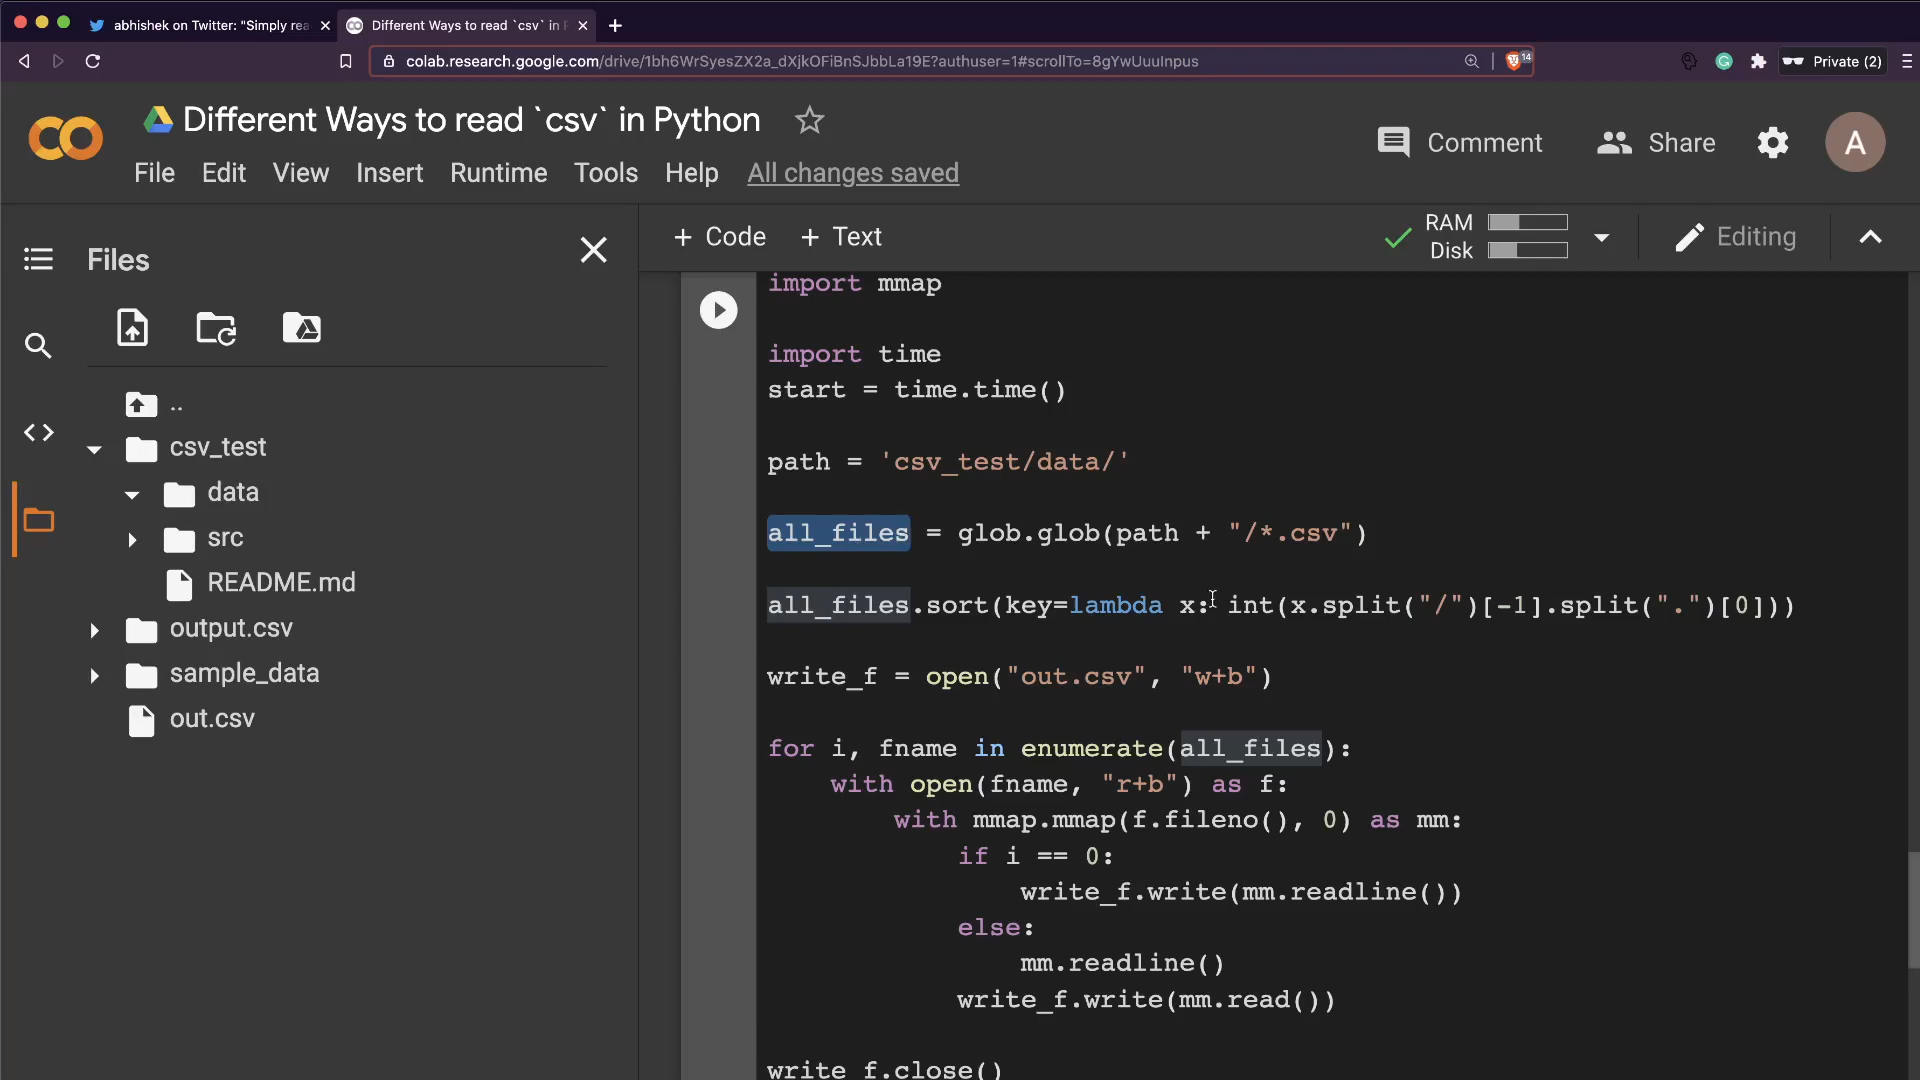 abhishek on Twitter: "Simply rea
Different Ways to read `csv` in P
colab.research.google.com/drive/1bh6WrSyesZX2a_dXjkOFiBnSJbbLa19E?authuser=1#scrollTo=8gYwUuuInpus
14
Private (2)
Different Ways to read `csv` in Python
Comment
Share
A
File Edit View Insert Runtime Tools Help All changes saved
Files
+ Code + Text
RAM
Disk
Editing
..
csv_test
data
src
README.md
output.csv
sample_data
out.csv
import mmap
import time
start = time.time()
path = 'csv_test/data/'
all_files = glob.glob(path + "/*.csv")
all_files.sort(key=lambda x: int(x.split("/")[-1].split(".")[0]))
write_f = open("out.csv", "w+b")
for i, fname in enumerate(all_files):
    with open(fname, "r+b") as f:
        with mmap.mmap(f.fileno(), 0) as mm:
            if i == 0:
                write_f.write(mm.readline())
            else:
                mm.readline()
            write_f.write(mm.read())
write_f.close()